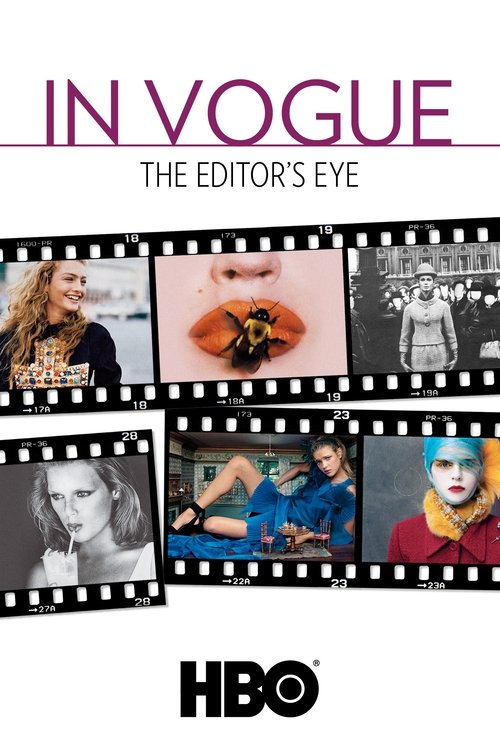 IN VOGUE
THE EDITOR'S EYE
1600-PR 18 173 19 PR-36
→17A 18 →18A 19 →19A
PR-36 28 173 23 PR-36
→22A 23 →23A
→27A 28
HBO®